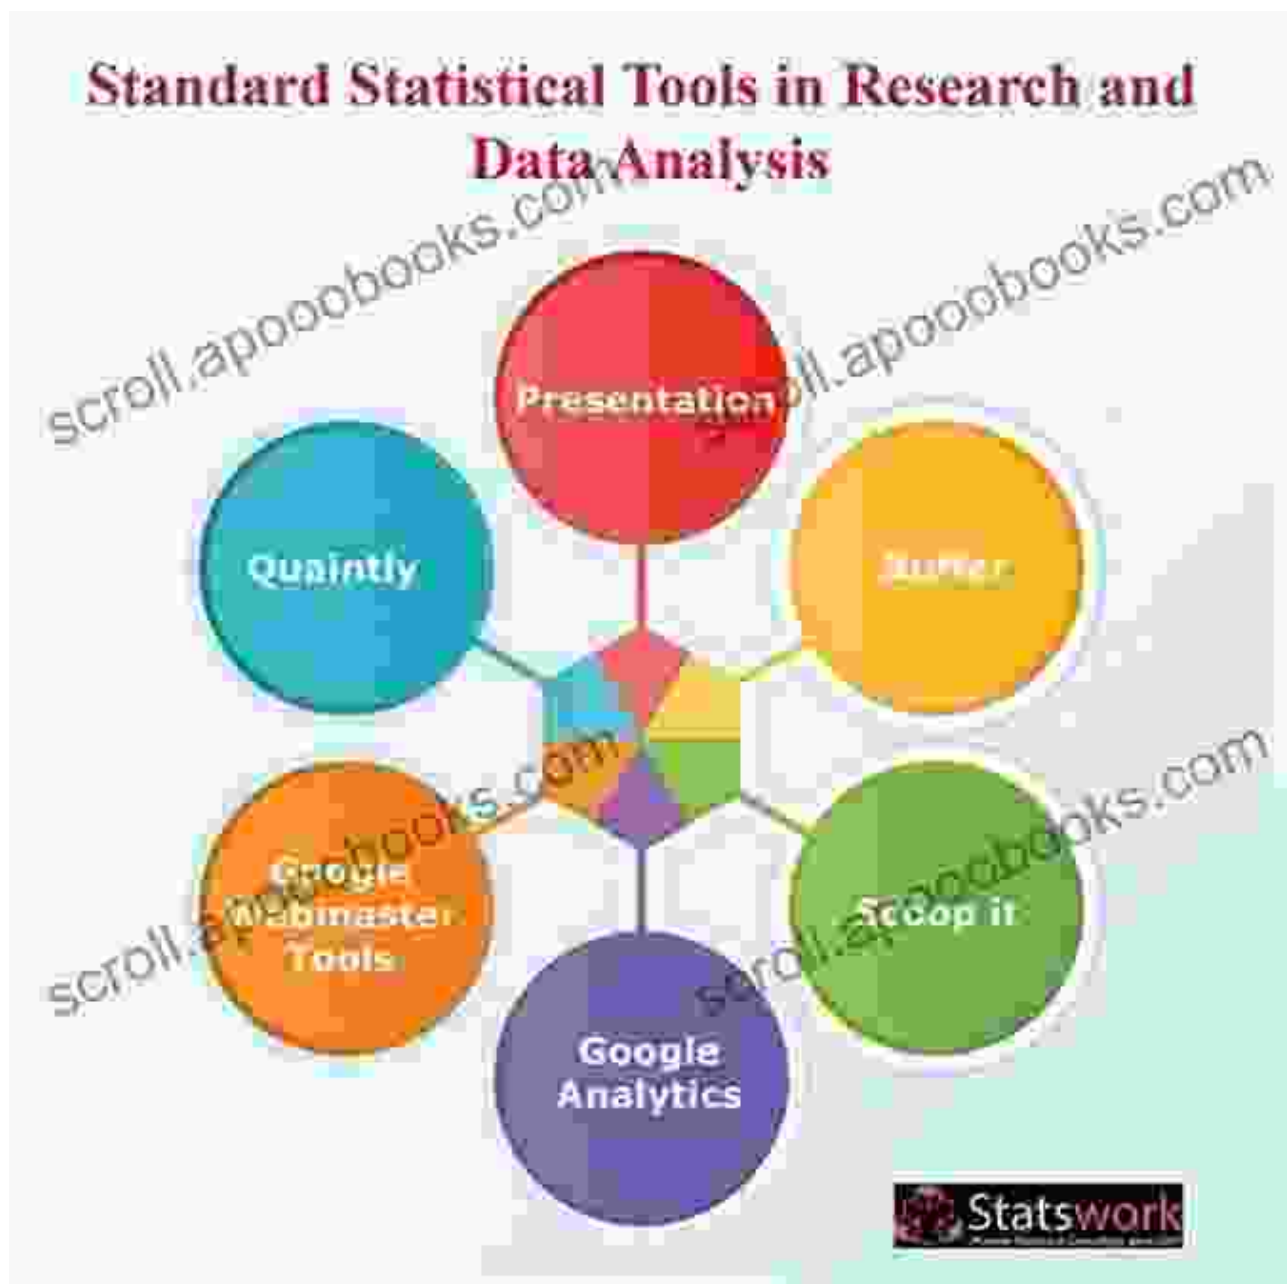 Standard Statistical Tools in Research and
Data Analysis
Presentation
Quaintly
Buffer
Google
Webmaster
Tools
Scoop it
Google
Analytics
Statswork
scroll.apooobooks.com
scroll.apooobooks.com
scroll.apooobooks.com
scroll.apooobooks.com